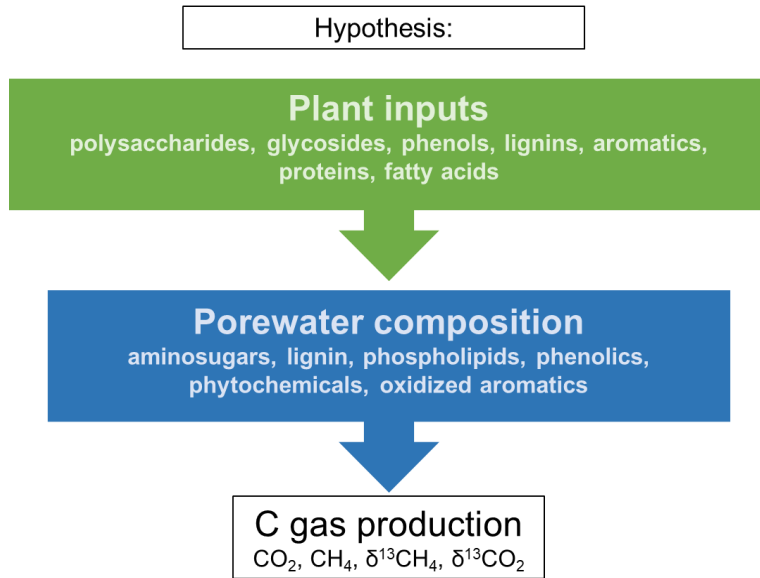 Hypothesis:
Plant inputs
polysaccharides, glycosides, phenols, lignins, aromatics,
proteins, fatty acids
Porewater composition
aminosugars, lignin, phospholipids, phenolics,
phytochemicals, oxidized aromatics
C gas production
CO₂, CH₄, δ¹³CH₄, δ¹³CO₂